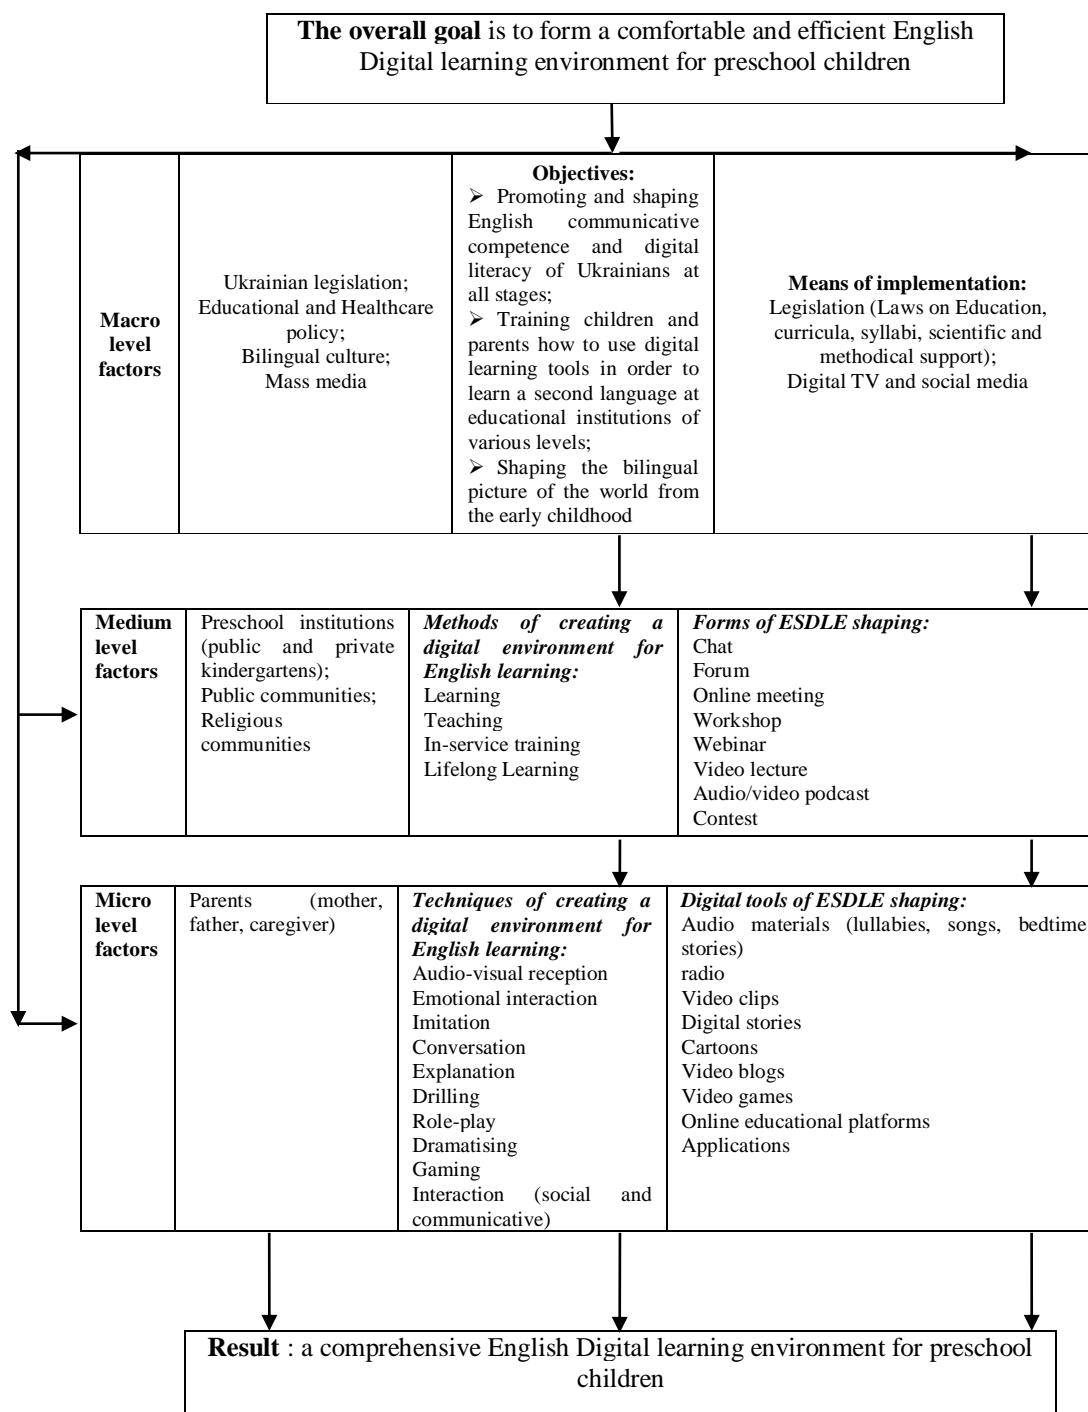 The overall goal is to form a comfortable and efficient English
Digital learning environment for preschool children
Macro
level
factors
Ukrainian legislation;
Educational and Healthcare
policy;
Bilingual culture;
Mass media
Objectives:
➢ Promoting and shaping
English communicative
competence and digital
literacy of Ukrainians at
all stages;
➢ Training children and
parents how to use digital
learning tools in order to
learn a second language at
educational institutions of
various levels;
➢ Shaping the bilingual
picture of the world from
the early childhood
Means of implementation:
Legislation (Laws on Education,
curricula, syllabi, scientific and
methodical support);
Digital TV and social media
Medium
level
factors
Preschool institutions
(public and private
kindergartens);
Public communities;
Religious
communities
Methods of creating a
digital environment for
English learning:
Learning
Teaching
In-service training
Lifelong Learning
Forms of ESDLE shaping:
Chat
Forum
Online meeting
Workshop
Webinar
Video lecture
Audio/video podcast
Contest
Micro
level
factors
Parents (mother,
father, caregiver)
Techniques of creating a
digital environment for
English learning:
Audio-visual reception
Emotional interaction
Imitation
Conversation
Explanation
Drilling
Role-play
Dramatising
Gaming
Interaction (social and
communicative)
Digital tools of ESDLE shaping:
Audio materials (lullabies, songs, bedtime
stories)
radio
Video clips
Digital stories
Cartoons
Video blogs
Video games
Online educational platforms
Applications
Result : a comprehensive English Digital learning environment for preschool
children